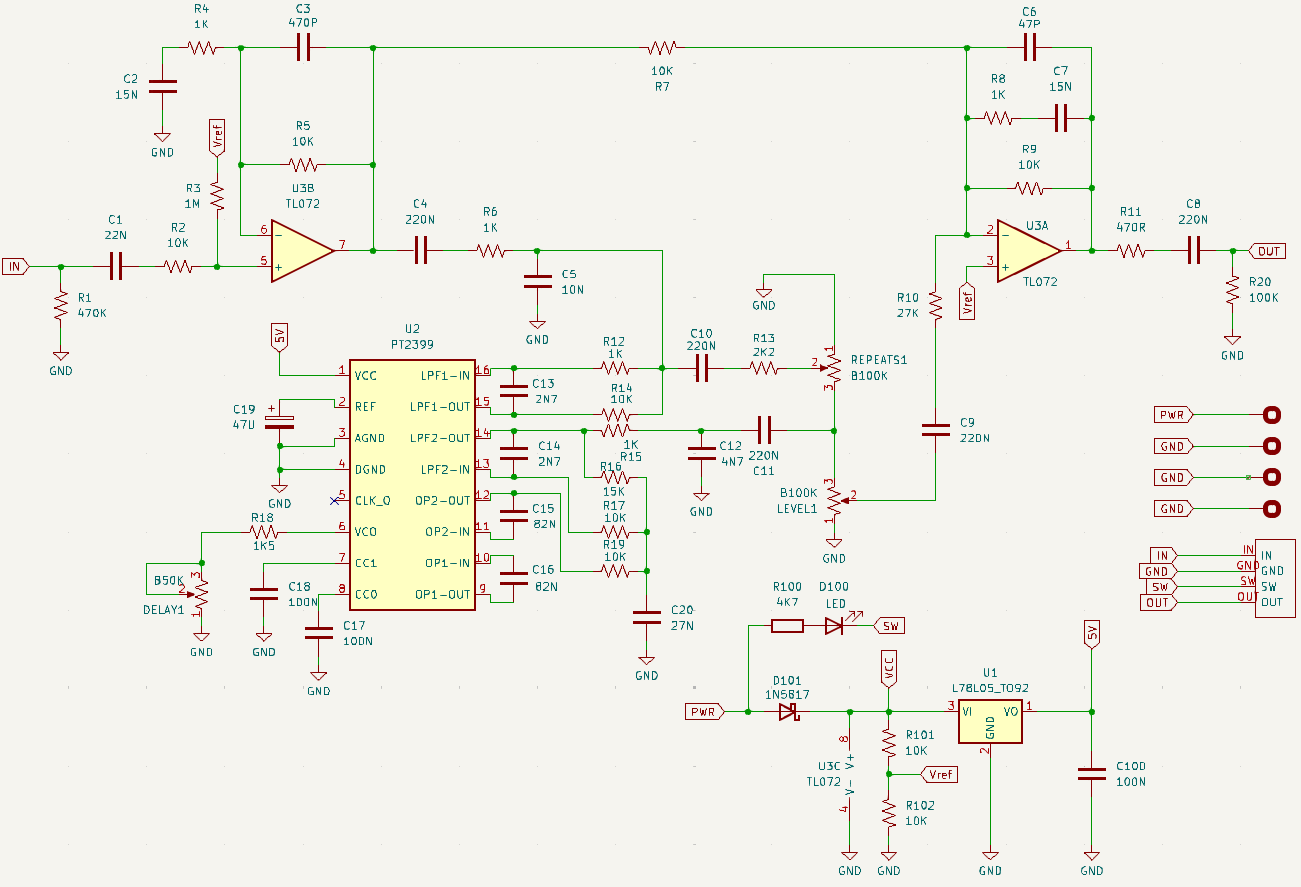 R4
1K
C3
470P
C6
47P
10K
R7
C2
15N
GND
Vref
R8
1K
C7
15N
R5
10K
R9
10K
R3
1M
U3B
TL072
6
5
7
C1
22N
R2
10K
C4
220N
R6
1K
U3A
TL072
2
3
1
R11
470R
C8
220N
OUT
IN
R1
470K
GND
C5
10N
GND
GND
R10
27K
Vref
R20
100K
GND
5V
U2
PT2399
1
2
3
4
5
6
7
8
VCC
REF
AGND
DGND
CLK_O
VCO
CC1
CC0
LPF1-IN
LPF1-OUT
LPF2-OUT
LPF2-IN
OP2-OUT
OP2-IN
OP1-IN
OP1-OUT
16
15
14
13
12
11
10
9
R12
1K
C10
220N
R13
2K2
1
2
3
REPEATS1
B100K
C13
2N7
R14
10K
C19
47U
+
GND
C14
2N7
1K
R15
C12
4N7
GND
220N
C11
C9
220N
R16
15K
B100K
LEVEL1
3
2
1
GND
R17
10K
C15
82N
R19
10K
R18
1K5
C16
82N
B50K
DELAY1
3
2
1
GND
C18
100N
GND
C17
100N
GND
C20
27N
GND
PWR
GND
GND
GND
IN
GND
SW
OUT
IN
GND
SW
OUT
IN
GND
SW
OUT
R100
4K7
D100
LED
SW
5V
VCC
D101
1N5817
PWR
U1
L78L05_TO92
3
VI
VO
1
GND
2
R101
10K
8
V+
U3C
TL072
V-
4
Vref
R102
10K
C100
100N
GND
GND
GND
GND